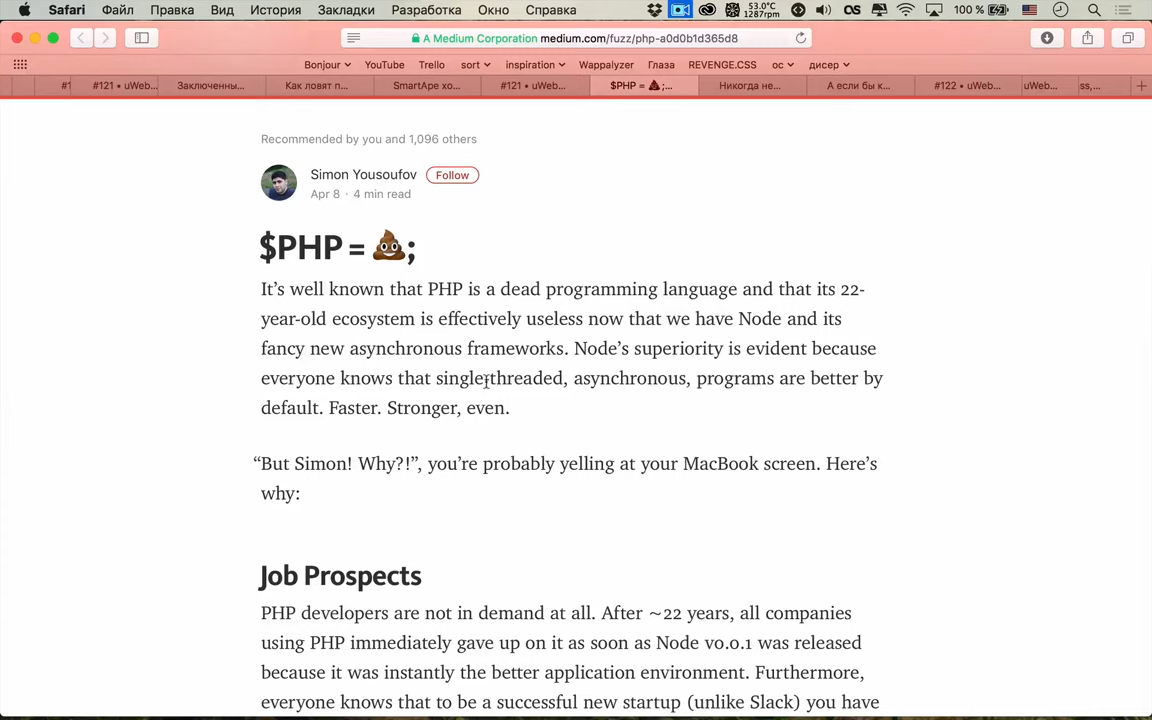 Safari Файл Правка Вид История Закладки Разработка Окно Справка 53.0°C 1287rpm 100 %
A Medium Corporation medium.com/fuzz/php-a0d0b1d365d8
Bonjour YouTube Trello sort inspiration Wappalyzer Глаза REVENGE.CSS ос дисер
#1 #121 • uWeb... Заключенны... Как ловят п... SmartApe хо... #121 • uWeb... $PHP = 💩;... Никогда не... А если бы к... #122 • uWeb... uWeb... ss,...
Recommended by you and 1,096 others
Simon Yousoufov Follow
Apr 8 · 4 min read
$PHP = 💩;
It’s well known that PHP is a dead programming language and that its 22-
year-old ecosystem is effectively useless now that we have Node and its
fancy new asynchronous frameworks. Node’s superiority is evident because
everyone knows that single-threaded, asynchronous, programs are better by
default. Faster. Stronger, even.
“But Simon! Why?!”, you’re probably yelling at your MacBook screen. Here’s
why:
Job Prospects
PHP developers are not in demand at all. After ~22 years, all companies
using PHP immediately gave up on it as soon as Node v0.0.1 was released
because it was instantly the better application environment. Furthermore,
everyone knows that to be a successful new startup (unlike Slack) you have